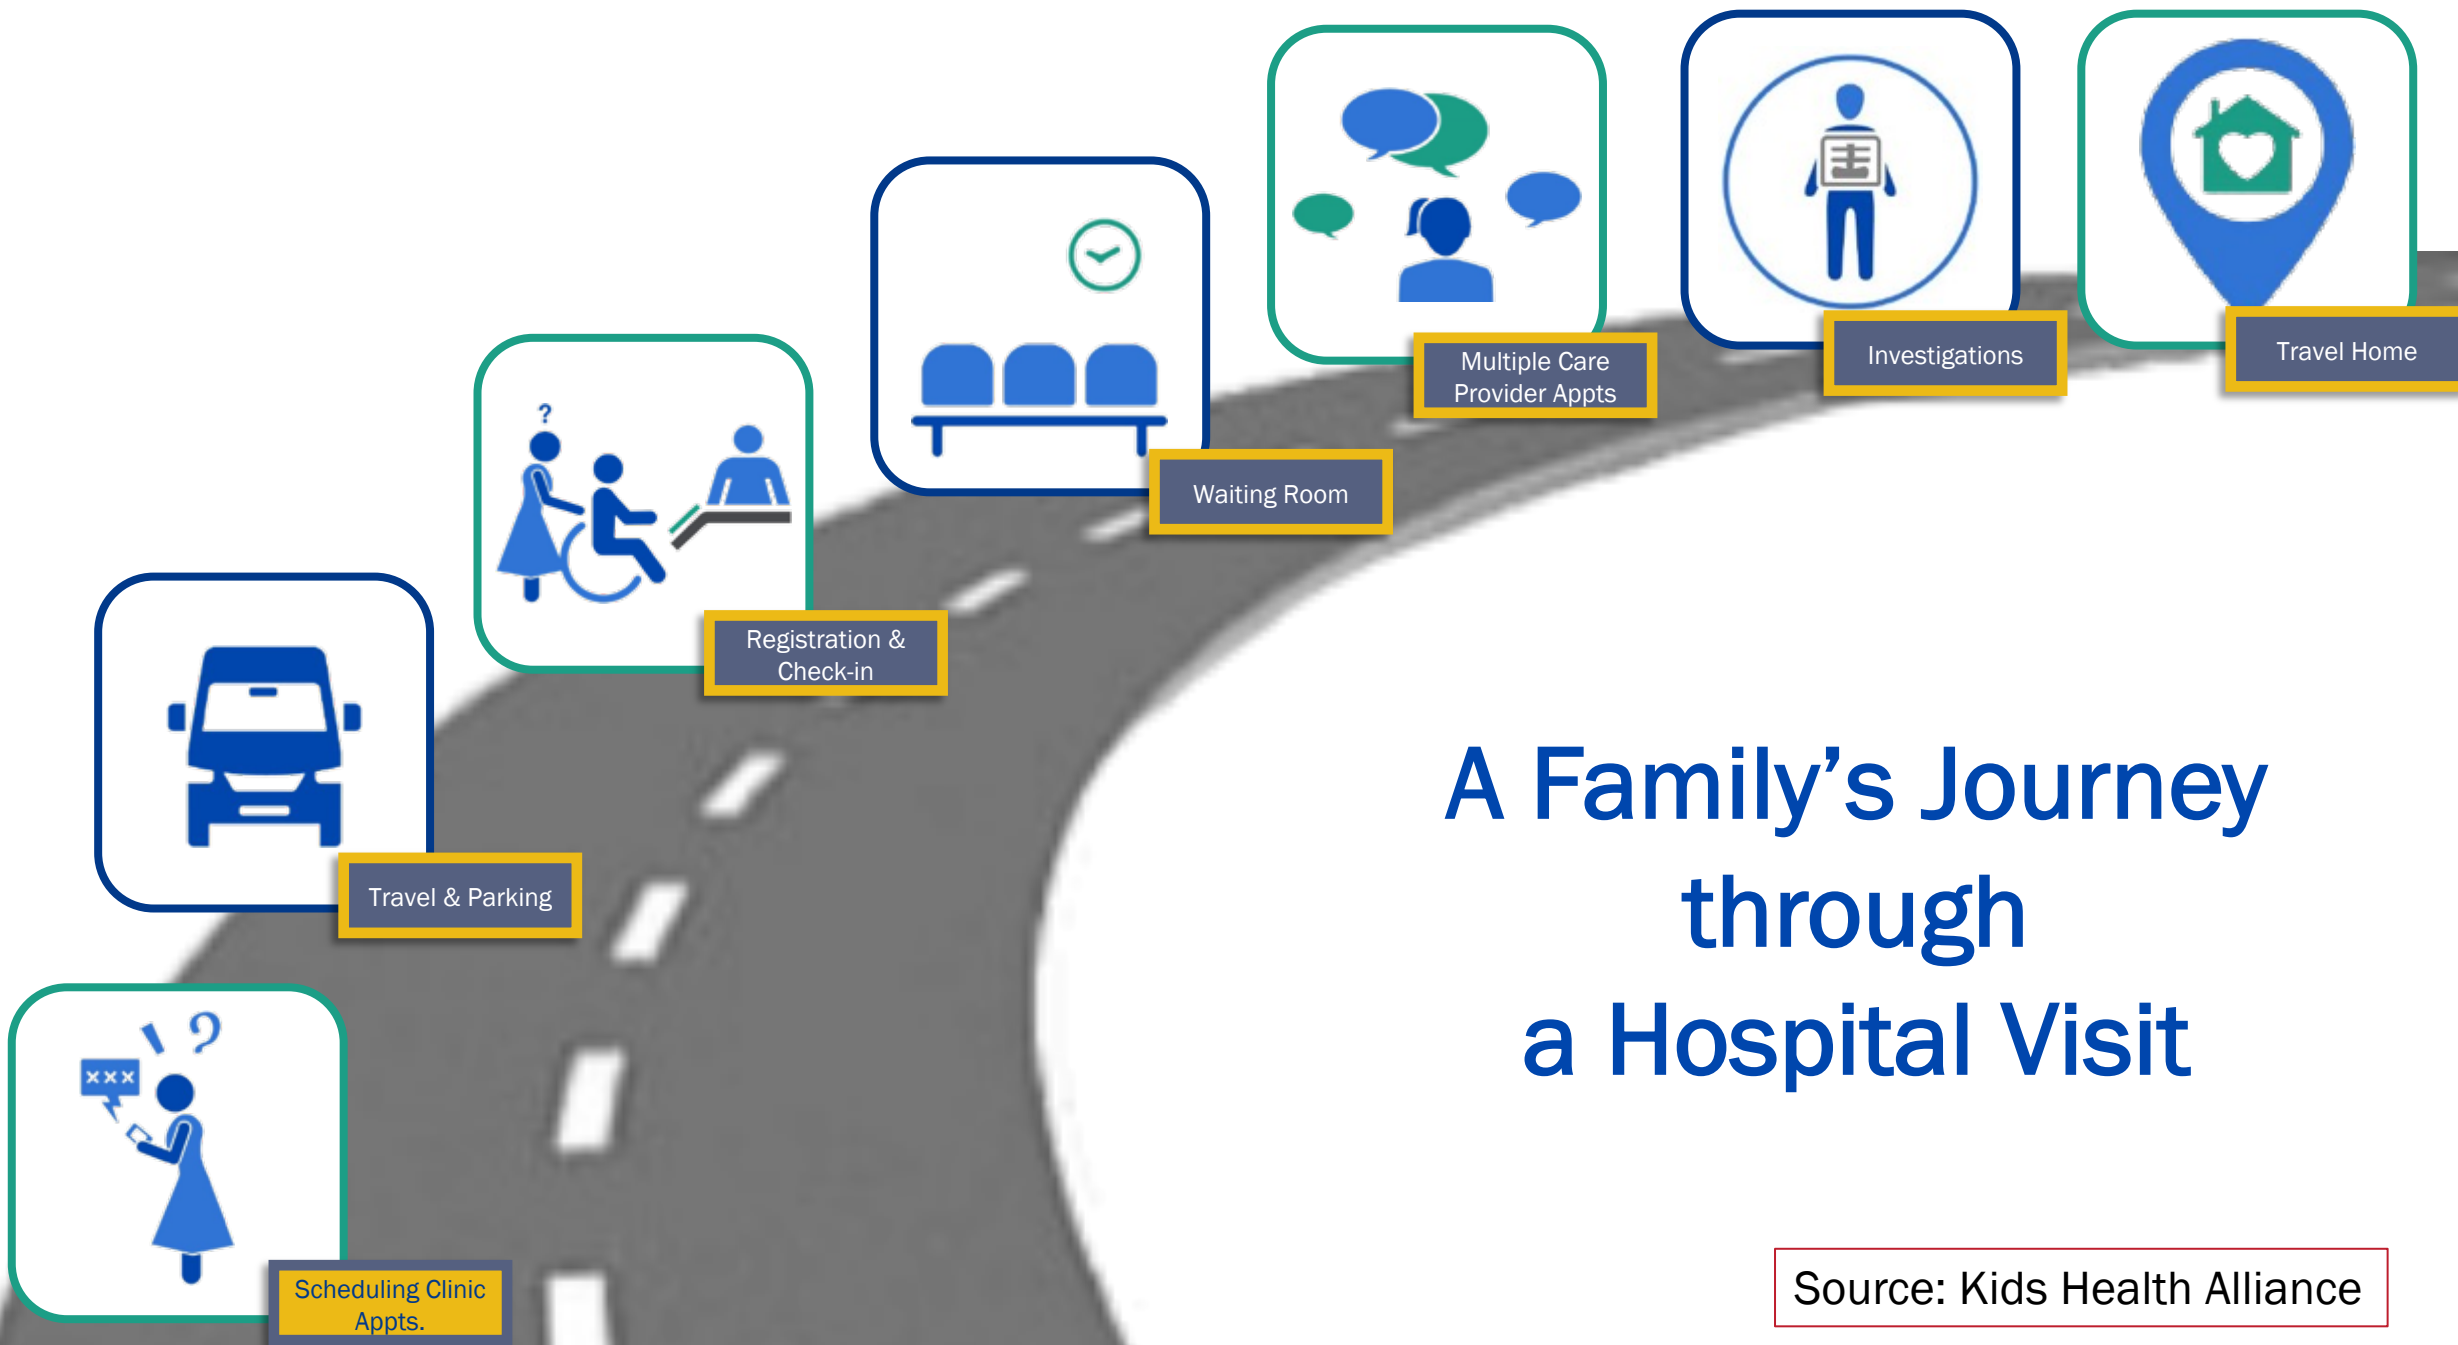 Multiple Care
Provider Appts
Investigations
Travel Home
Waiting Room
?
Registration &
Check-in
Travel & Parking
! ?
xxx
Scheduling Clinic
Appts.
A Family’s Journey
through
a Hospital Visit
Source: Kids Health Alliance